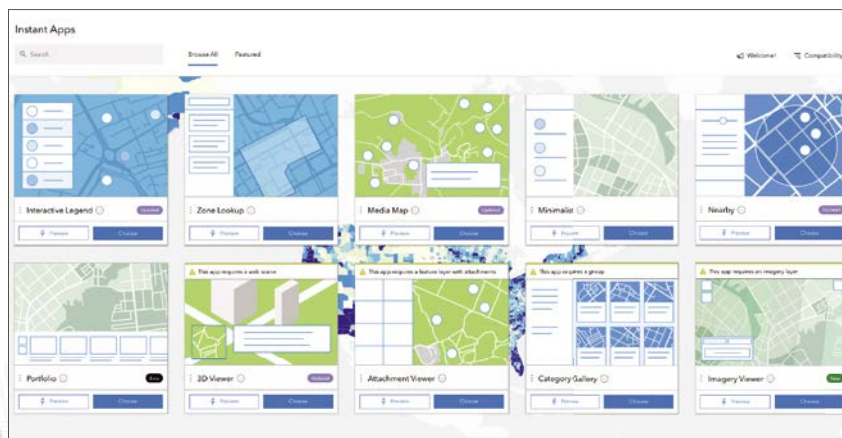 Instant Apps
Search
Browse All Featured
Welcome! Compatibility
Interactive Legend Updated
Zone Lookup
Media Map Updated
Minimalist
Nearby Updated
Preview Choose
Preview Choose
Preview Choose
Preview Choose
Preview Choose
This app requires a web scene
This app requires a feature layer with attachments
This app requires a group
This app requires an imagery layer
Portfolio Beta
3D Viewer Updated
Attachment Viewer
Category Gallery
Imagery Viewer New
Preview Choose
Preview Choose
Preview Choose
Preview Choose
Preview Choose